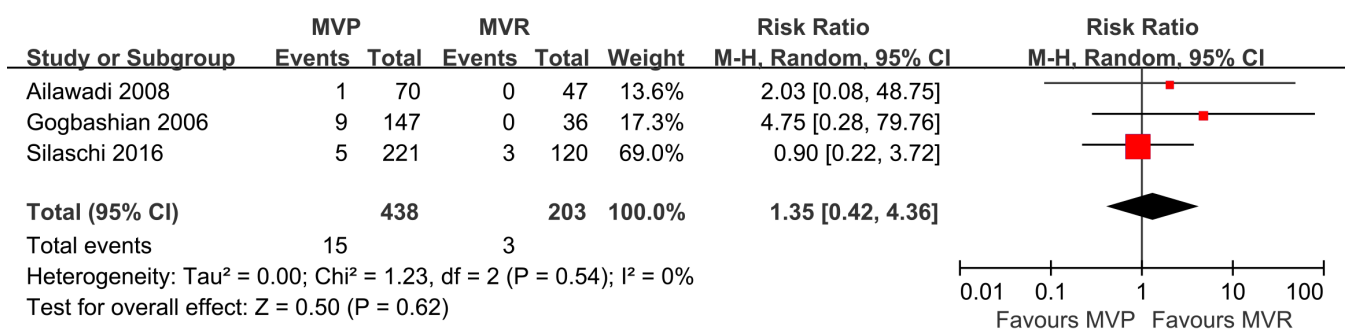 MVP MVR Risk Ratio Risk Ratio
Study or Subgroup Events Total Events Total Weight M-H, Random, 95% CI M-H, Random, 95% CI
Ailawadi 2008 1 70 0 47 13.6% 2.03 [0.08, 48.75]
Gogbashian 2006 9 147 0 36 17.3% 4.75 [0.28, 79.76]
Silaschi 2016 5 221 3 120 69.0% 0.90 [0.22, 3.72]
Total (95% CI) 438 203 100.0% 1.35 [0.42, 4.36]
Total events 15 3
Heterogeneity: Tau² = 0.00; Chi² = 1.23, df = 2 (P = 0.54); I² = 0%
Test for overall effect: Z = 0.50 (P = 0.62)
0.01 0.1 1 10 100
Favours MVP Favours MVR